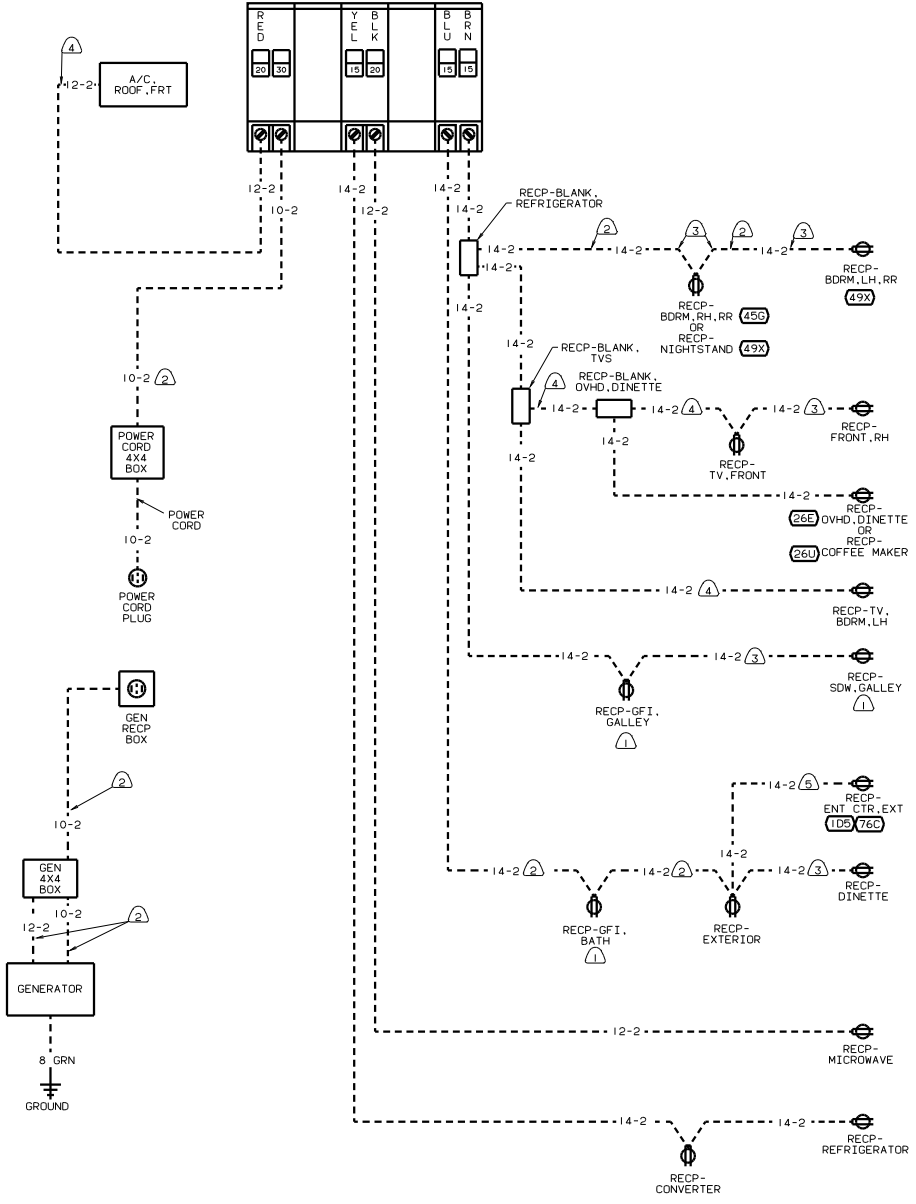 RED
YEL
BLK
BLU
BRN
20
30
15
20
15
15
4
12-2
A/C,
ROOF,FRT
12-2
10-2
14-2
12-2
14-2
14-2
RECP-BLANK,
REFRIGERATOR
14-2
2
14-2
3
2
14-2
3
14-2
RECP-
BDRM,LH,RR
49X
RECP-
BDRM,RH,RR
45G
OR
RECP-
NIGHTSTAND
49X
14-2
14-2
RECP-BLANK,
TVS
RECP-BLANK,
OVHD,DINETTE
4
14-2
14-2
4
14-2
3
RECP-
FRONT,RH
RECP-
TV,FRONT
14-2
14-2
14-2
RECP-
26E
OVHD,DINETTE
OR
RECP-
26U
COFFEE MAKER
14-2
4
RECP-TV,
BDRM,LH
10-2
2
POWER
CORD
4X4
BOX
POWER
CORD
10-2
POWER
CORD
PLUG
14-2
14-2
3
RECP-
SDW,GALLEY
1
RECP-GFI,
GALLEY
1
GEN
RECP
BOX
2
10-2
GEN
4X4
BOX
10-2
12-2
2
GENERATOR
8 GRN
GROUND
14-2
5
RECP-
ENT CTR,EXT
1D5
76C
14-2
14-2
2
14-2
2
14-2
3
RECP-
DINETTE
RECP-GFI,
BATH
1
RECP-
EXTERIOR
12-2
RECP-
MICROWAVE
14-2
14-2
RECP-
REFRIGERATOR
RECP-
CONVERTER